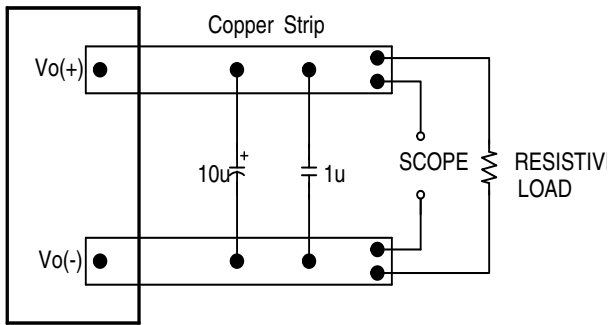 Copper Strip
Vo(+)
10u
+
1u
SCOPE
RESISTIVE
LOAD
Vo(-)